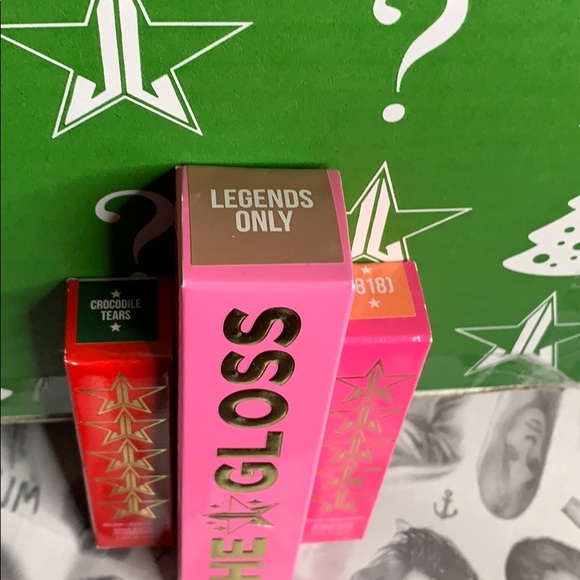 ?
?
LEGENDS
ONLY
CROCODILE
TEARS
818)
THE GLOSS